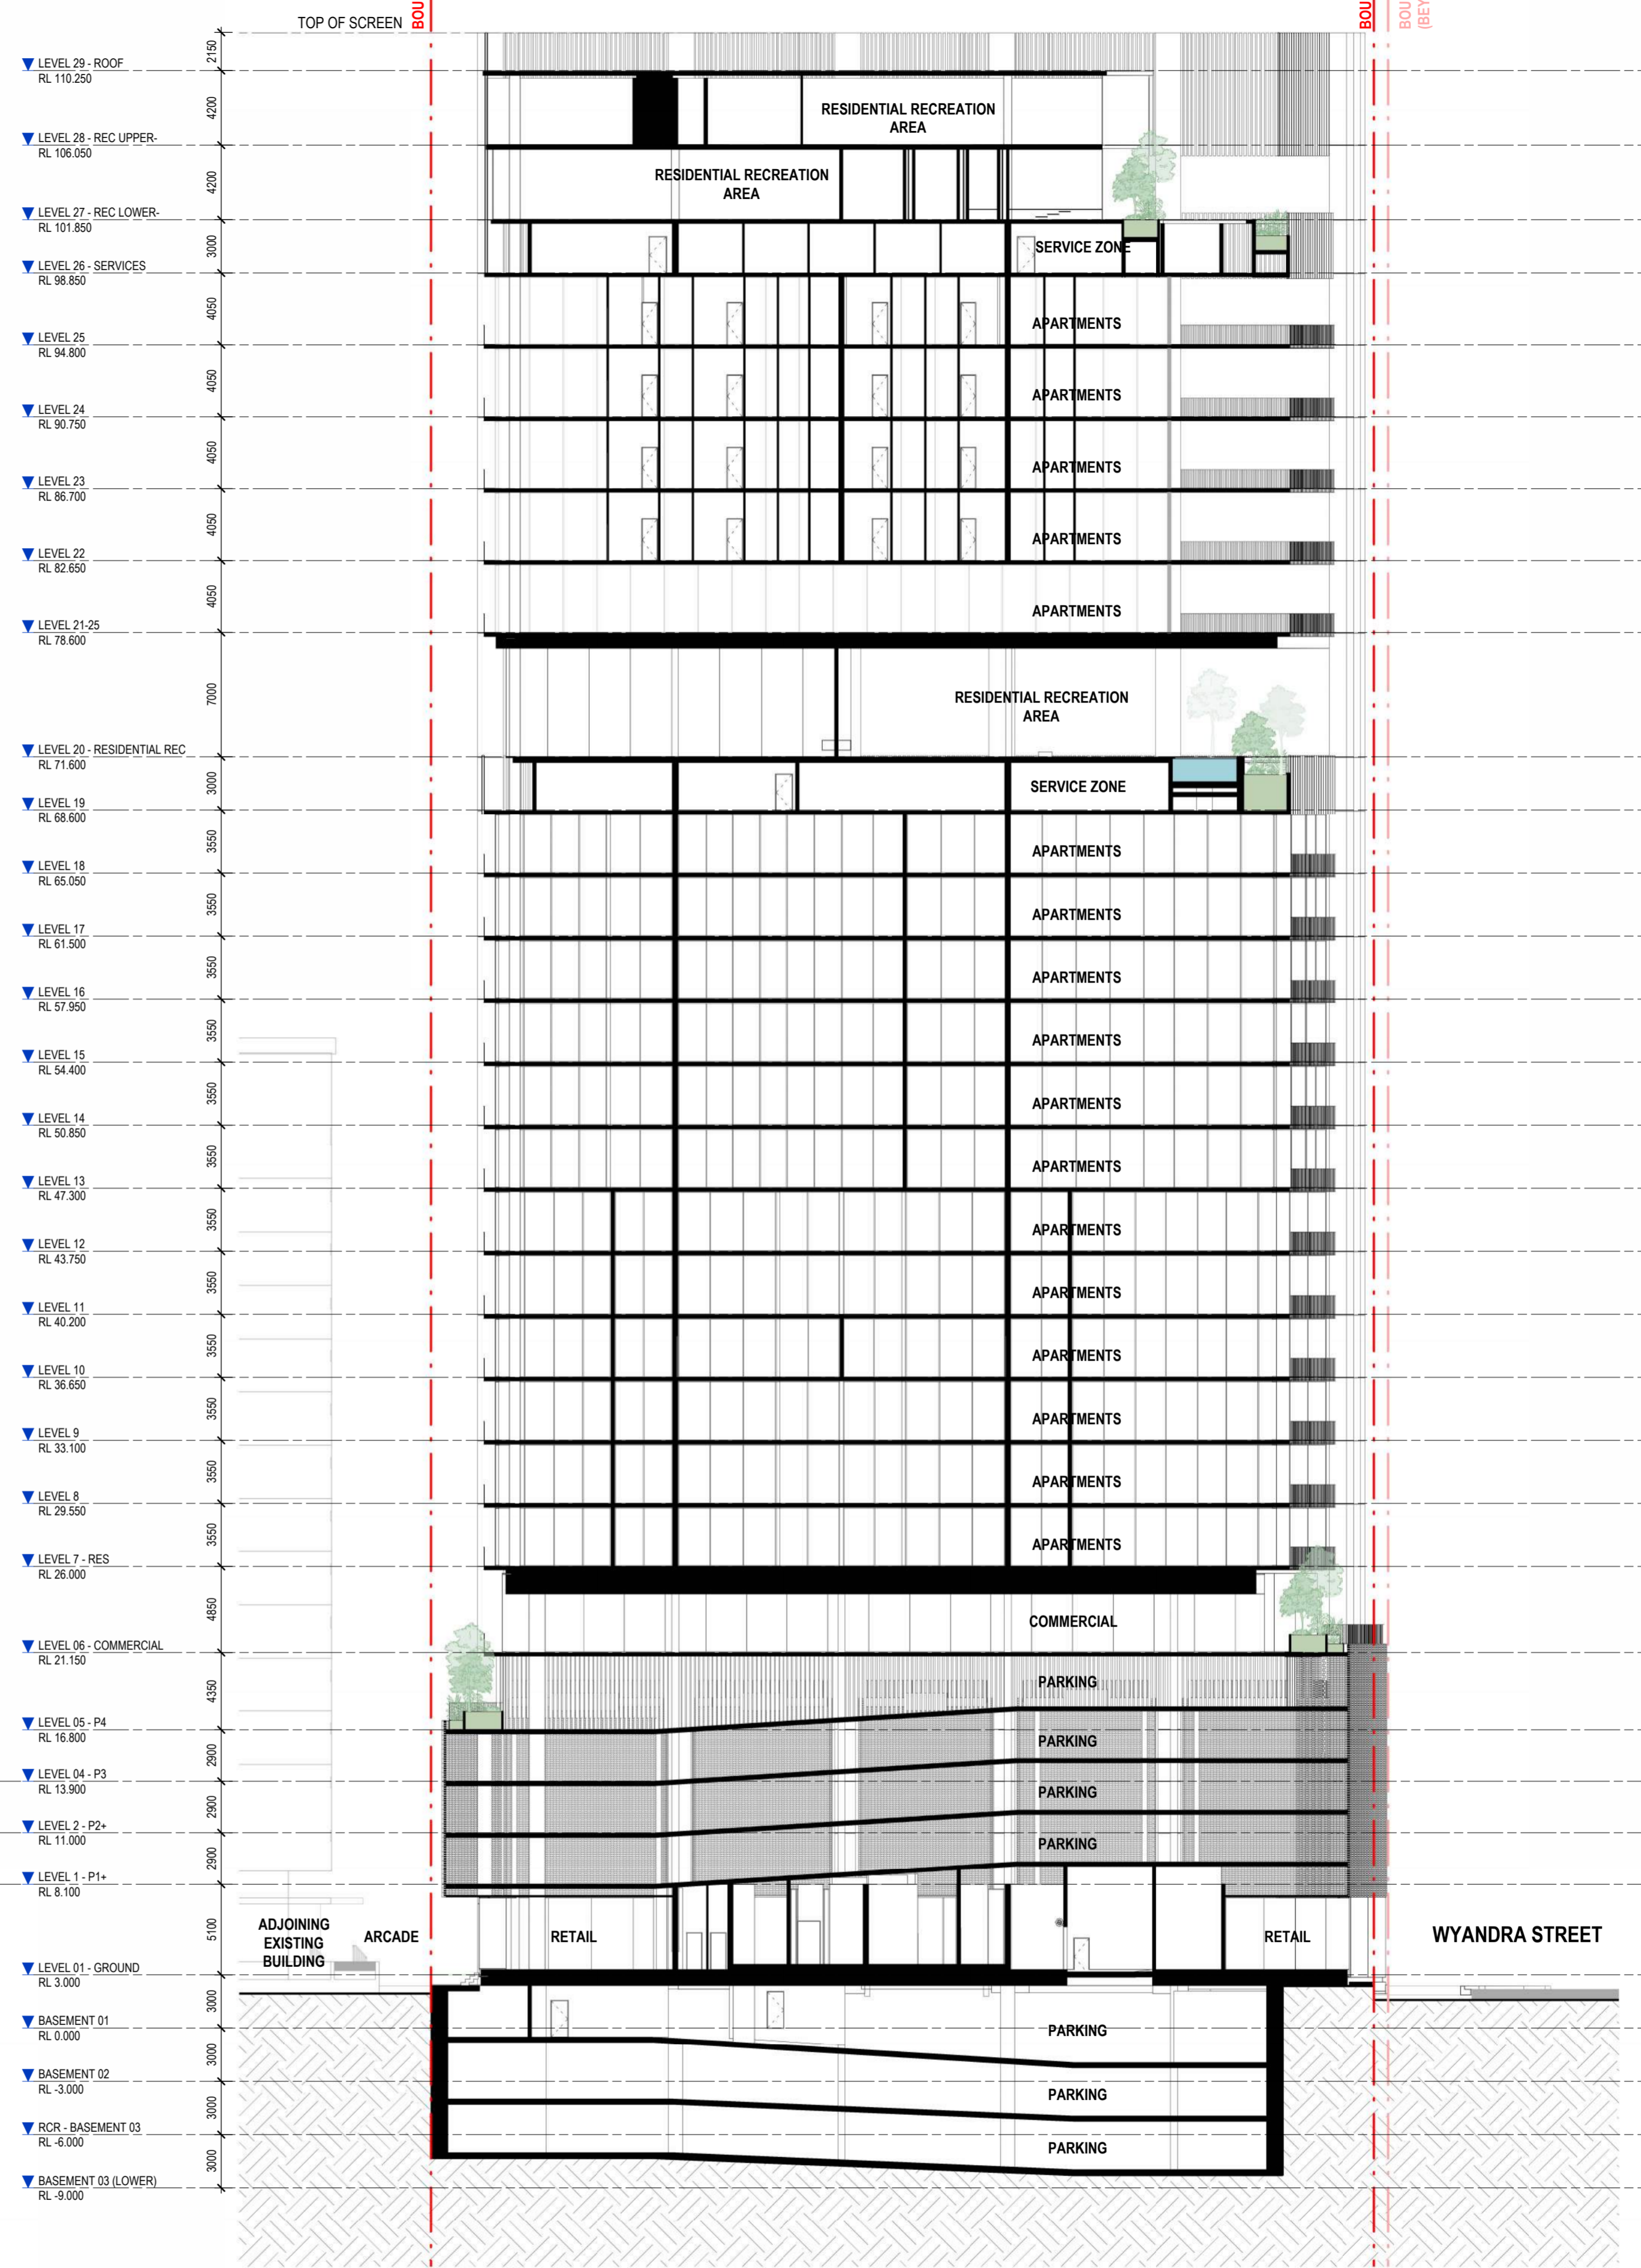 TOP OF SCREEN
BOU
BOU
BOU
(BEY
2150
LEVEL 29 - ROOF
RL 110.250
4200
RESIDENTIAL RECREATION
AREA
LEVEL 28 - REC UPPER-
RL 106.050
4200
RESIDENTIAL RECREATION
AREA
LEVEL 27 - REC LOWER-
RL 101.850
3000
SERVICE ZONE
LEVEL 26 - SERVICES
RL 98.850
4050
APARTMENTS
LEVEL 25
RL 94.800
4050
APARTMENTS
LEVEL 24
RL 90.750
4050
APARTMENTS
LEVEL 23
RL 86.700
4050
APARTMENTS
LEVEL 22
RL 82.650
4050
APARTMENTS
LEVEL 21-25
RL 78.600
7000
RESIDENTIAL RECREATION
AREA
LEVEL 20 - RESIDENTIAL REC
RL 71.600
3000
SERVICE ZONE
LEVEL 19
RL 68.600
3550
APARTMENTS
LEVEL 18
RL 65.050
3550
APARTMENTS
LEVEL 17
RL 61.500
3550
APARTMENTS
LEVEL 16
RL 57.950
3550
APARTMENTS
LEVEL 15
RL 54.400
3550
APARTMENTS
LEVEL 14
RL 50.850
3550
APARTMENTS
LEVEL 13
RL 47.300
3550
APARTMENTS
LEVEL 12
RL 43.750
3550
APARTMENTS
LEVEL 11
RL 40.200
3550
APARTMENTS
LEVEL 10
RL 36.650
3550
APARTMENTS
LEVEL 9
RL 33.100
3550
APARTMENTS
LEVEL 8
RL 29.550
3550
APARTMENTS
LEVEL 7 - RES
RL 26.000
4850
COMMERCIAL
LEVEL 06 - COMMERCIAL
RL 21.150
4350
PARKING
LEVEL 05 - P4
RL 16.800
2900
PARKING
LEVEL 04 - P3
RL 13.900
2900
PARKING
LEVEL 2 - P2+
RL 11.000
2900
PARKING
LEVEL 1 - P1+
RL 8.100
5100
ADJOINING
EXISTING
BUILDING
ARCADE
RETAIL
RETAIL
WYANDRA STREET
LEVEL 01 - GROUND
RL 3.000
3000
BASEMENT 01
RL 0.000
PARKING
3000
BASEMENT 02
RL -3.000
PARKING
3000
RCR - BASEMENT 03
RL -6.000
PARKING
3000
BASEMENT 03 (LOWER)
RL -9.000